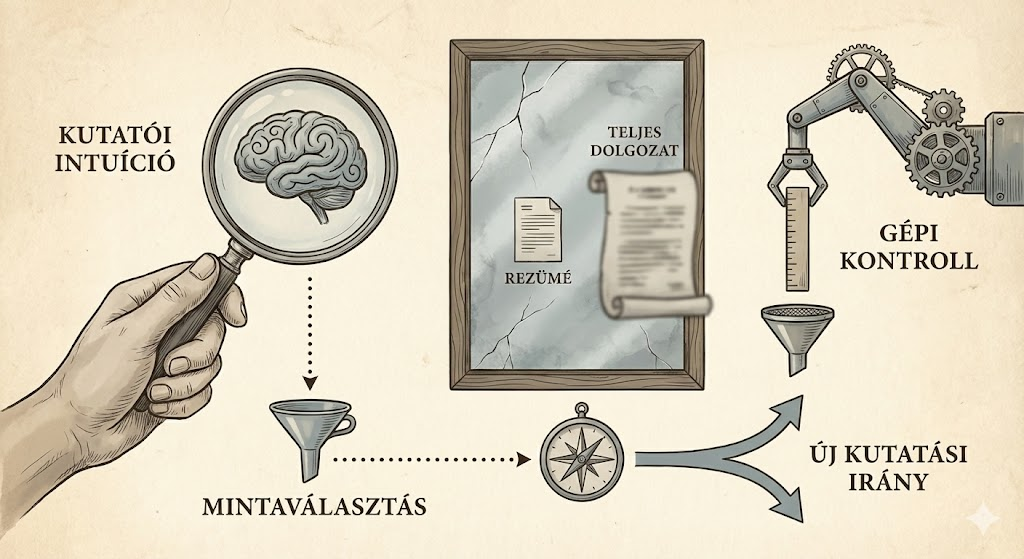 KUTATÓI
INTUÍCIÓ
TELJES
DOLGOZAT
REZÜMÉ
GÉPI
KONTROLL
MINTAVÁLASZTÁS
ÚJ KUTATÁSI
IRÁNY